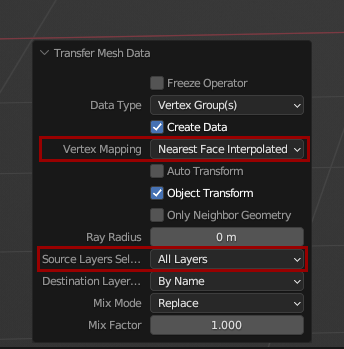 Transfer Mesh Data
Freeze Operator
Data Type Vertex Group(s)
Create Data
Vertex Mapping Nearest Face Interpolated
Auto Transform
Object Transform
Only Neighbor Geometry
Ray Radius 0 m
Source Layers Sel... All Layers
Destination Layer... By Name
Mix Mode Replace
Mix Factor 1.000